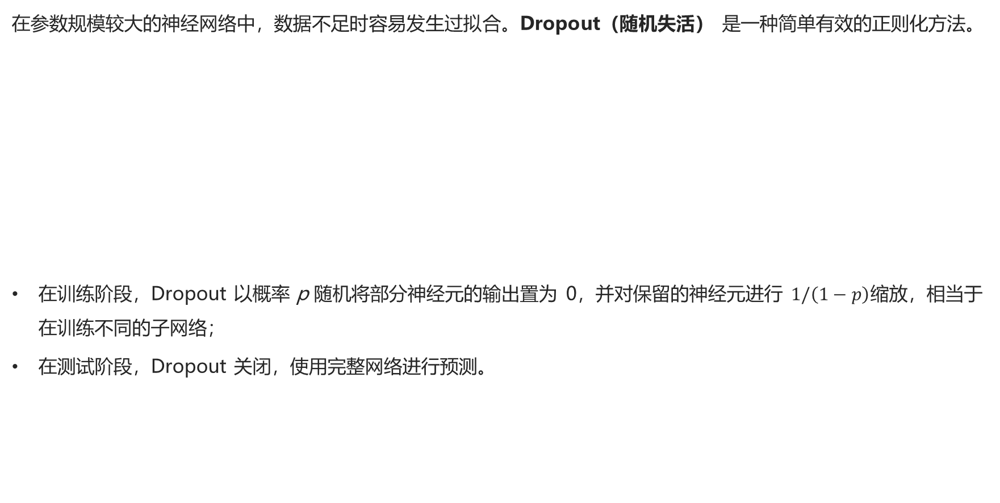 在参数规模较大的神经网络中，数据不足时容易发生过拟合。Dropout（随机失活） 是一种简单有效的正则化方法。
• 在训练阶段，Dropout 以概率 p 随机将部分神经元的输出置为 0，并对保留的神经元进行 1/(1 − p)缩放，相当于
在训练不同的子网络；
• 在测试阶段，Dropout 关闭，使用完整网络进行预测。